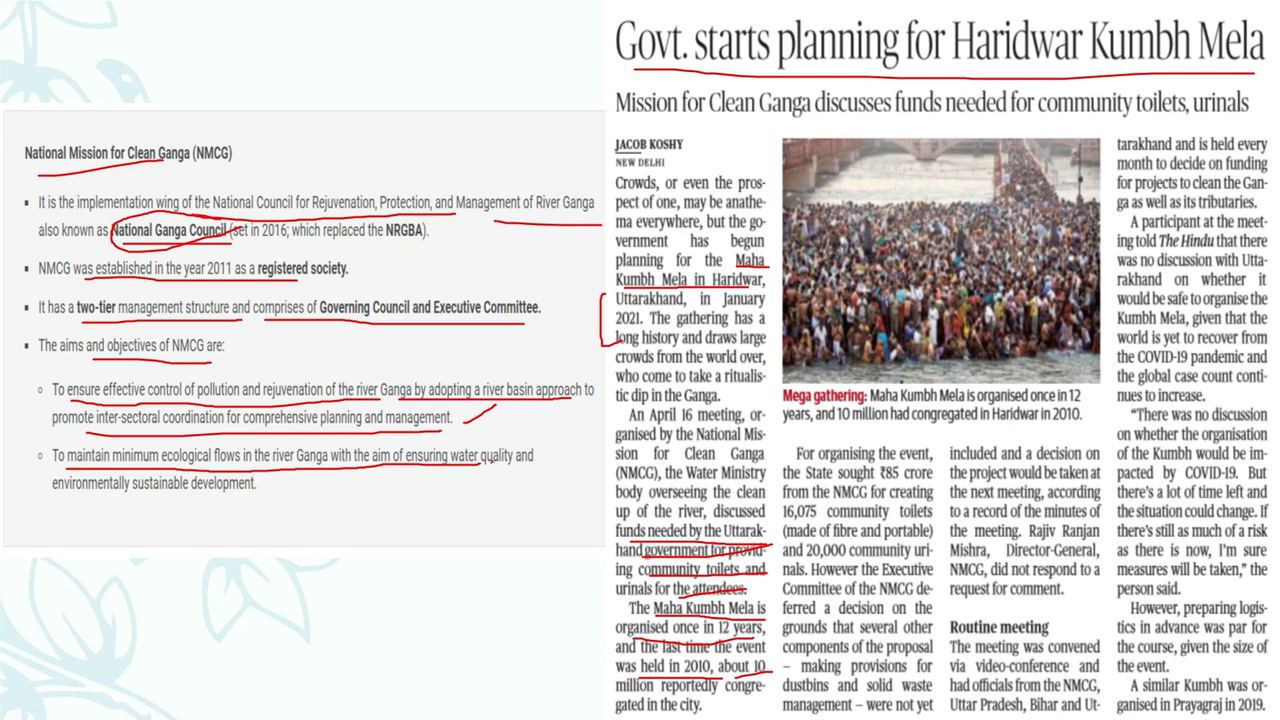 National Mission for Clean Ganga (NMCG)
▪ It is the implementation wing of the National Council for Rejuvenation, Protection, and Management of River Ganga
also known as National Ganga Council (set in 2016; which replaced the NRGBA).
▪ NMCG was established in the year 2011 as a registered society.
▪ It has a two-tier management structure and comprises of Governing Council and Executive Committee.
▪ The aims and objectives of NMCG are:
○ To ensure effective control of pollution and rejuvenation of the river Ganga by adopting a river basin approach to
promote inter-sectoral coordination for comprehensive planning and management.
○ To maintain minimum ecological flows in the river Ganga with the aim of ensuring water quality and
environmentally sustainable development.
Govt. starts planning for Haridwar Kumbh Mela
Mission for Clean Ganga discusses funds needed for community toilets, urinals
JACOB KOSHY
NEW DELHI
Crowds, or even the pros-
pect of one, may be anathe-
ma everywhere, but the go-
vernment has begun
planning for the Maha
Kumbh Mela in Haridwar,
Uttarakhand, in January
2021. The gathering has a
long history and draws large
crowds from the world over,
who come to take a ritualis-
tic dip in the Ganga.
An April 16 meeting, or-
ganised by the National Mis-
sion for Clean Ganga
(NMCG), the Water Ministry
body overseeing the clean
up of the river, discussed
funds needed by the Uttarak-
hand government for provid-
ing community toilets and
urinals for the attendees.
The Maha Kumbh Mela is
organised once in 12 years,
and the last time the event
was held in 2010, about 10
million reportedly congre-
gated in the city.
Mega gathering: Maha Kumbh Mela is organised once in 12
years, and 10 million had congregated in Haridwar in 2010.
For organising the event,
the State sought ₹85 crore
from the NMCG for creating
16,075 community toilets
(made of fibre and portable)
and 20,000 community uri-
nals. However the Executive
Committee of the NMCG de-
ferred a decision on the
grounds that several other
components of the proposal
– making provisions for
dustbins and solid waste
management – were not yet
included and a decision on
the project would be taken at
the next meeting, according
to a record of the minutes of
the meeting. Rajiv Ranjan
Mishra, Director-General,
NMCG, did not respond to a
request for comment.
Routine meeting
The meeting was convened
via video-conference and
had officials from the NMCG,
Uttar Pradesh, Bihar and Ut-
tarakhand and is held every
month to decide on funding
for projects to clean the Gan-
ga as well as its tributaries.
A participant at the meet-
ing told The Hindu that there
was no discussion with Utta-
rakhand on whether it
would be safe to organise the
Kumbh Mela, given that the
world is yet to recover from
the COVID-19 pandemic and
the global case count conti-
nues to increase.
“There was no discussion
on whether the organisation
of the Kumbh would be im-
pacted by COVID-19. But
there’s a lot of time left and
the situation could change. If
there’s still as much of a risk
as there is now, I’m sure
measures will be taken,” the
person said.
However, preparing logis-
tics in advance was par for
the course, given the size of
the event.
A similar Kumbh was or-
ganised in Prayagraj in 2019.